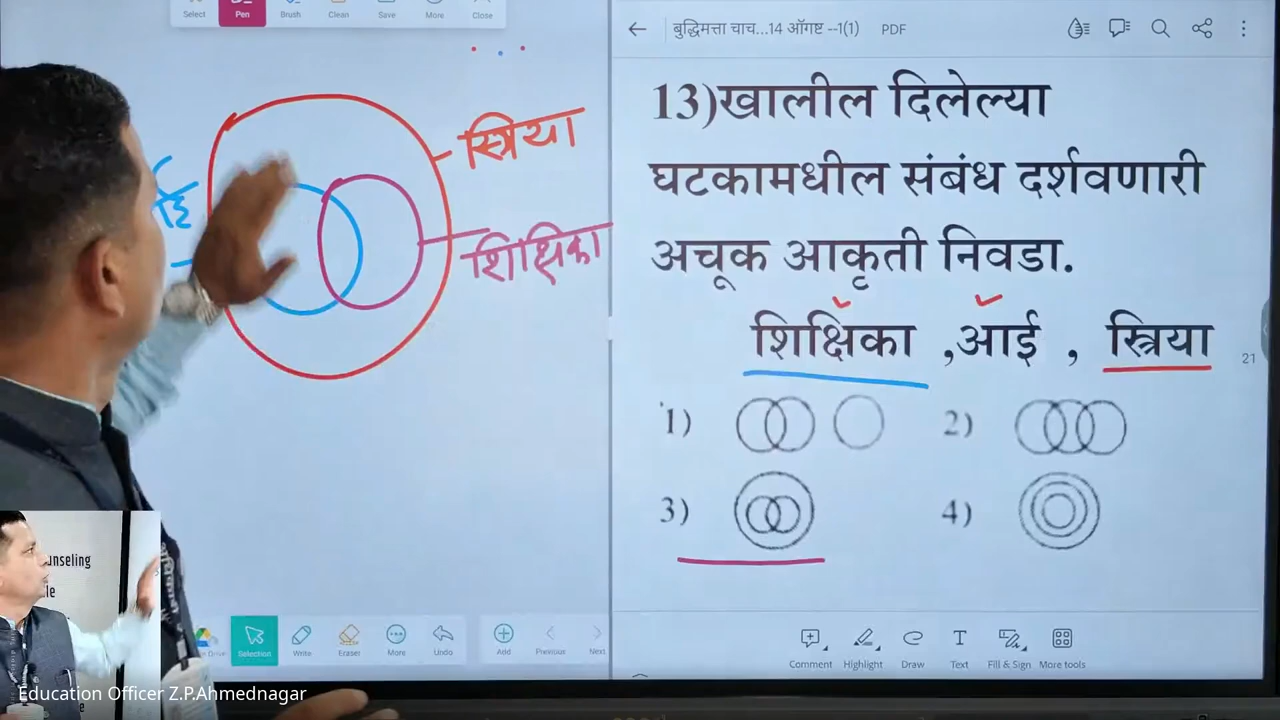 Select Pen Brush Clean Save More Close
बुद्धिमत्ता चाच...14 ऑगष्ट --1(1) PDF
स्त्रिया
शिक्षिका
13)खालील दिलेल्या
घटकामधील संबंध दर्शवणारी
अचूक आकृती निवडा.
शिक्षिका ,आई , स्त्रिया
21
1) 2)
3) 4)
Selection Write Eraser More Undo Add Previous Next
Comment Highlight Draw Text Fill & Sign More tools
Education Officer Z.P.Ahmednagar